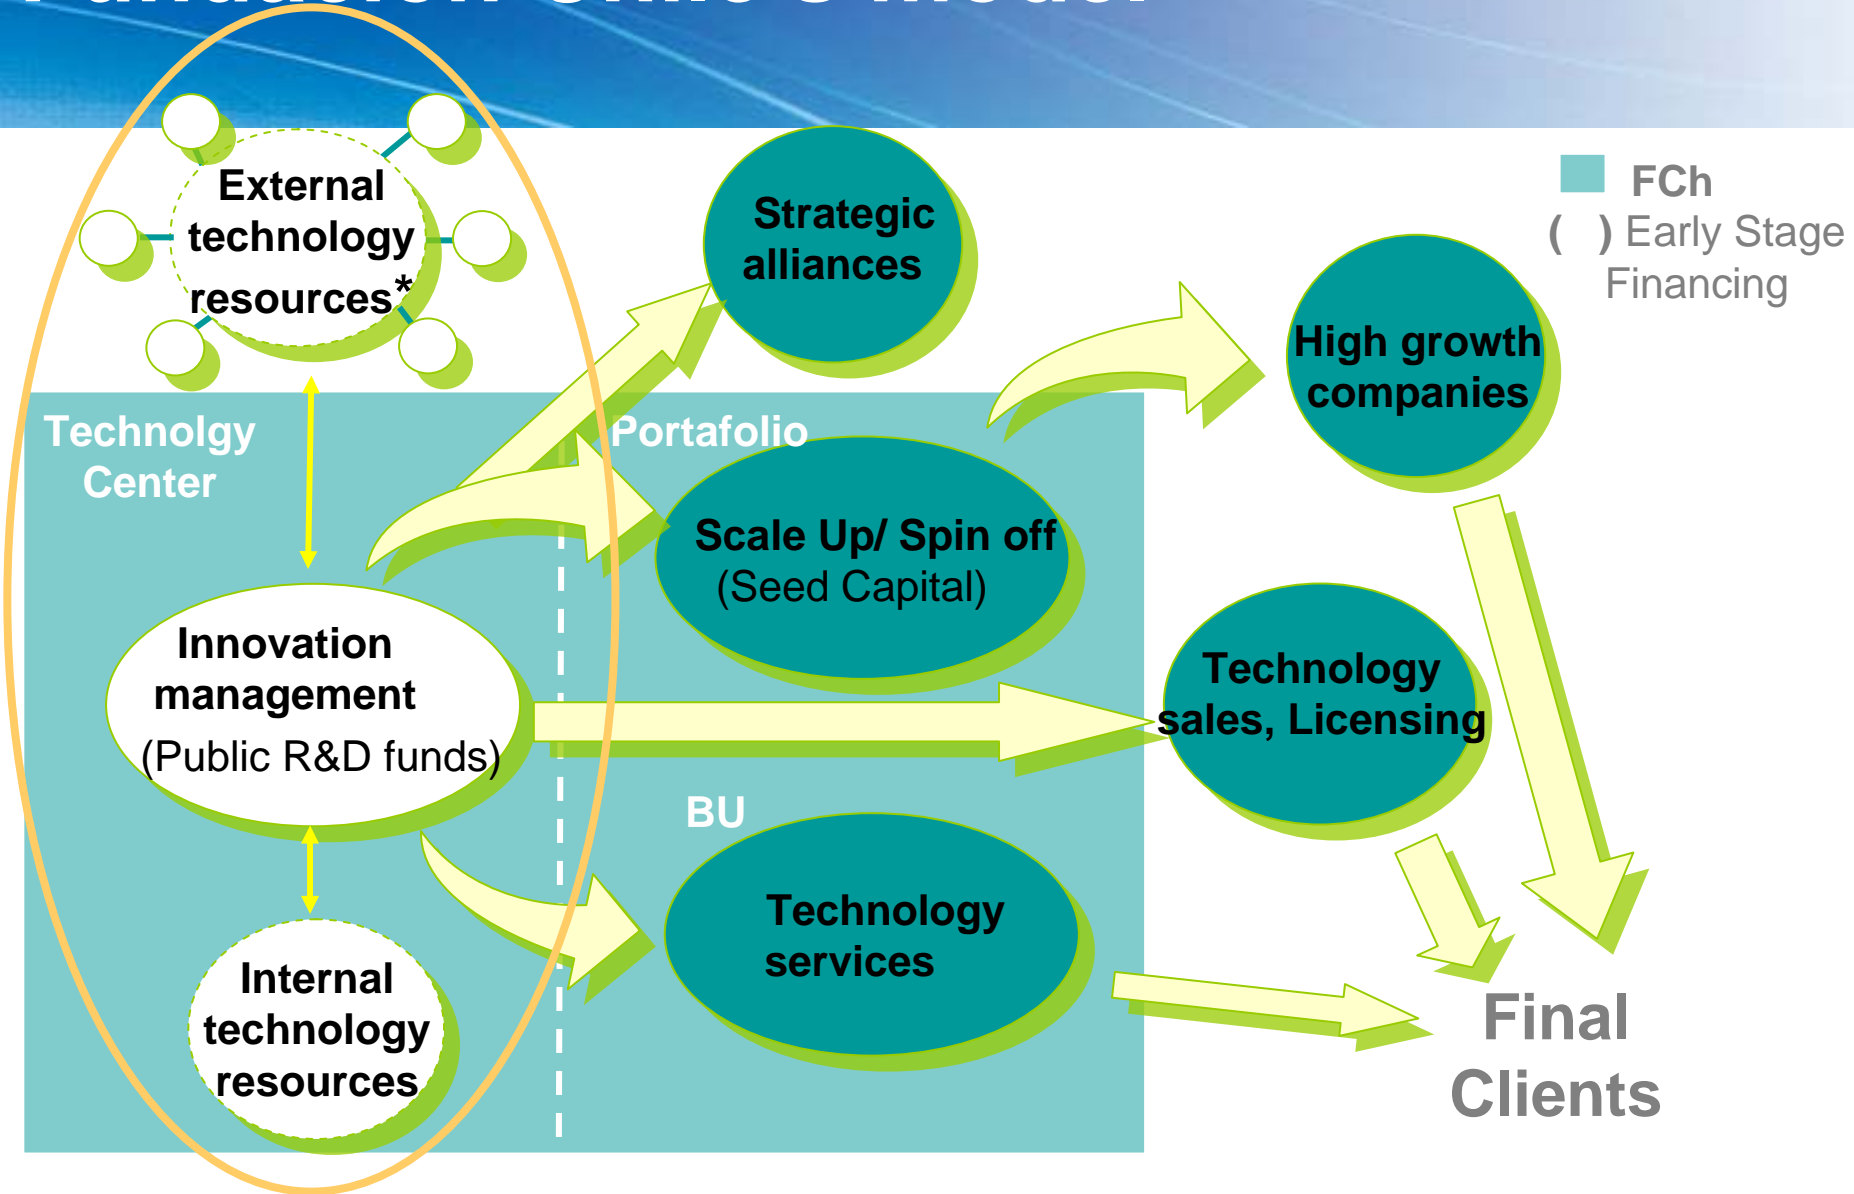 External
technology
resources*
Strategic
alliances
FCh
( ) Early Stage
Financing
High growth
companies
Technolgy
Center
Portafolio
Scale Up/ Spin off
(Seed Capital)
Innovation
management
(Public R&D funds)
Technology
sales, Licensing
BU
Technology
services
Internal
technology
resources
Final
Clients